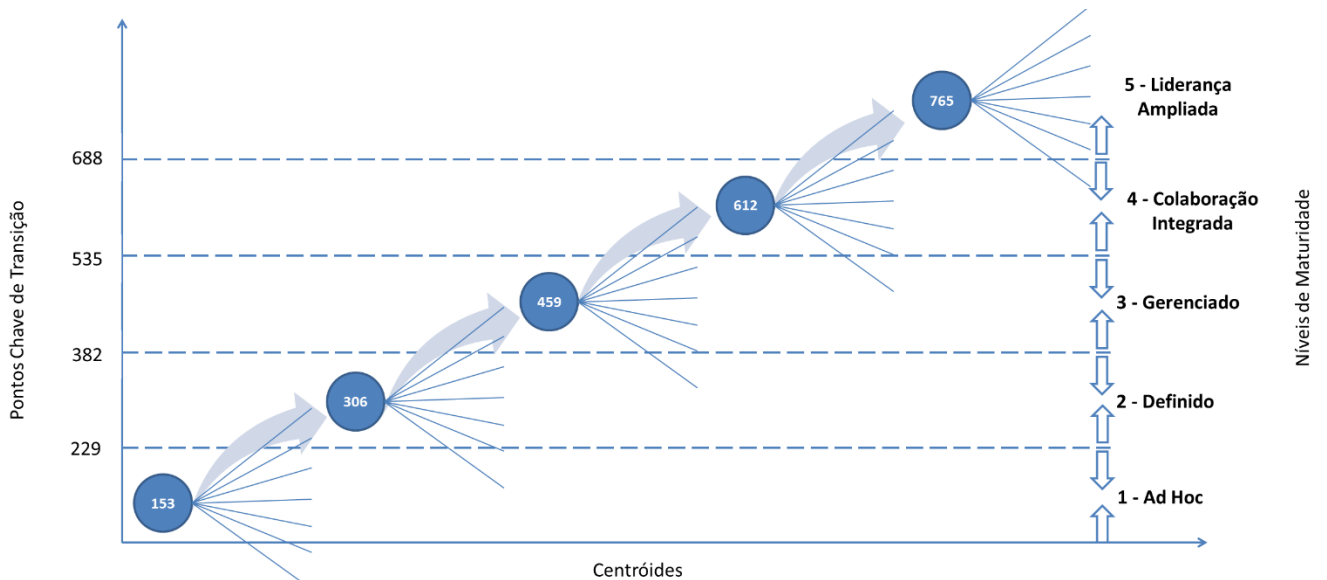 Pontos Chave de Transição
688
535
382
229
153
306
459
612
765
5 - Liderança
Ampliada
4 - Colaboração
Integrada
3 - Gerenciado
2 - Definido
1 - Ad Hoc
Níveis de Maturidade
Centróides